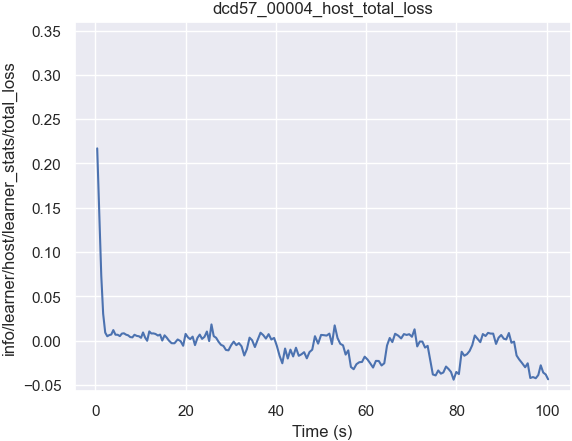 dcd57_00004_host_total_loss
info/learner/host/learner_stats/total_loss
0.35
0.30
0.25
0.20
0.15
0.10
0.05
0.00
−0.05
0 20 40 60 80 100
Time (s)